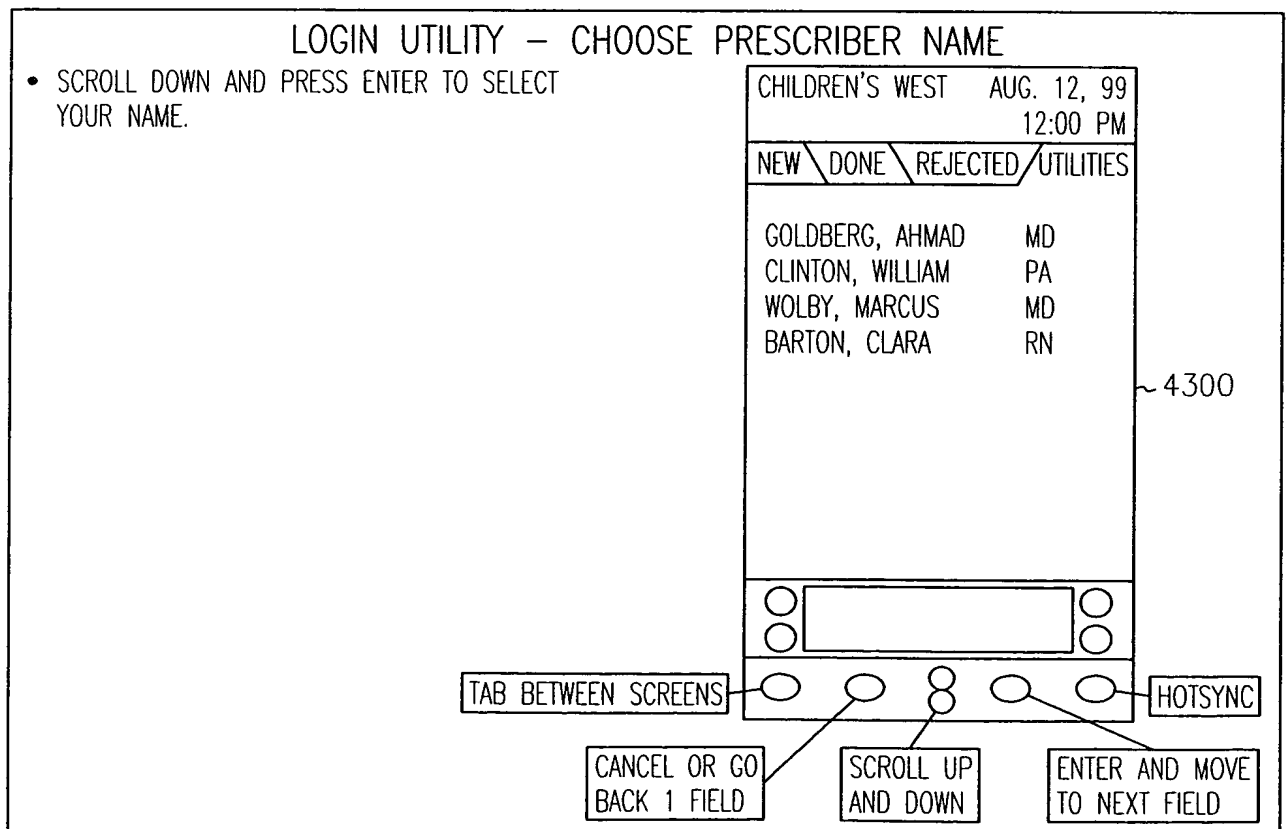 LOGIN UTILITY – CHOOSE PRESCRIBER NAME
• SCROLL DOWN AND PRESS ENTER TO SELECT
YOUR NAME.
CHILDREN'S WEST AUG. 12, 99
12:00 PM
NEW DONE REJECTED UTILITIES
GOLDBERG, AHMAD MD
CLINTON, WILLIAM PA
WOLBY, MARCUS MD
BARTON, CLARA RN
4300
TAB BETWEEN SCREENS
HOTSYNC
CANCEL OR GO
BACK 1 FIELD
SCROLL UP
AND DOWN
ENTER AND MOVE
TO NEXT FIELD